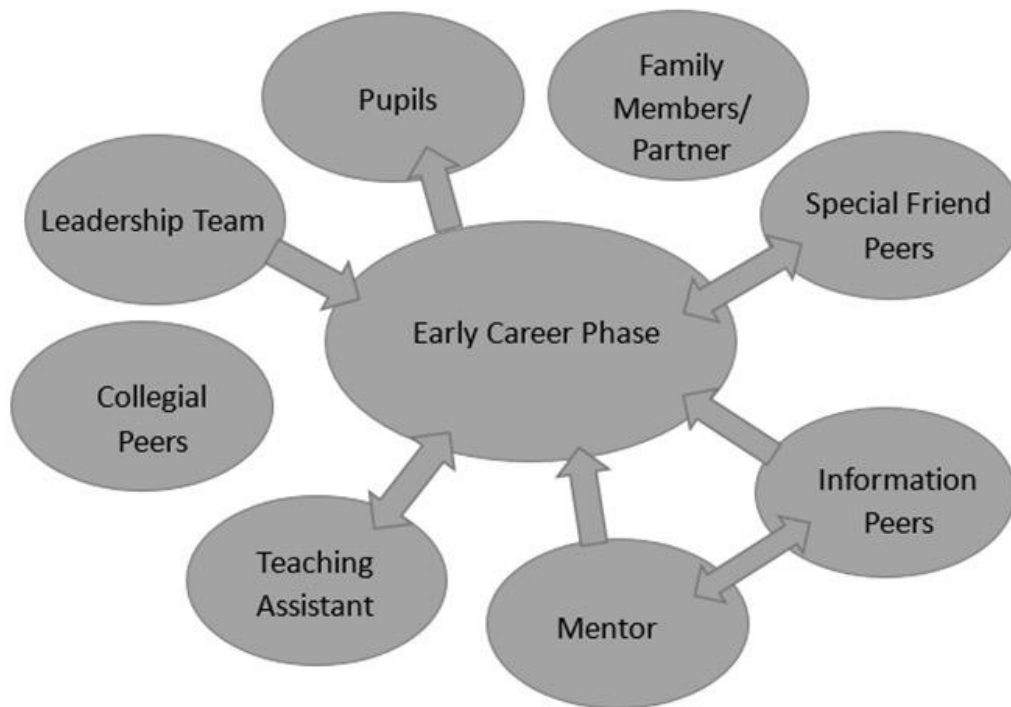 Pupils
Family
Members/
Partner
Leadership Team
Special Friend
Peers
Early Career Phase
Collegial
Peers
Information
Peers
Teaching
Assistant
Mentor